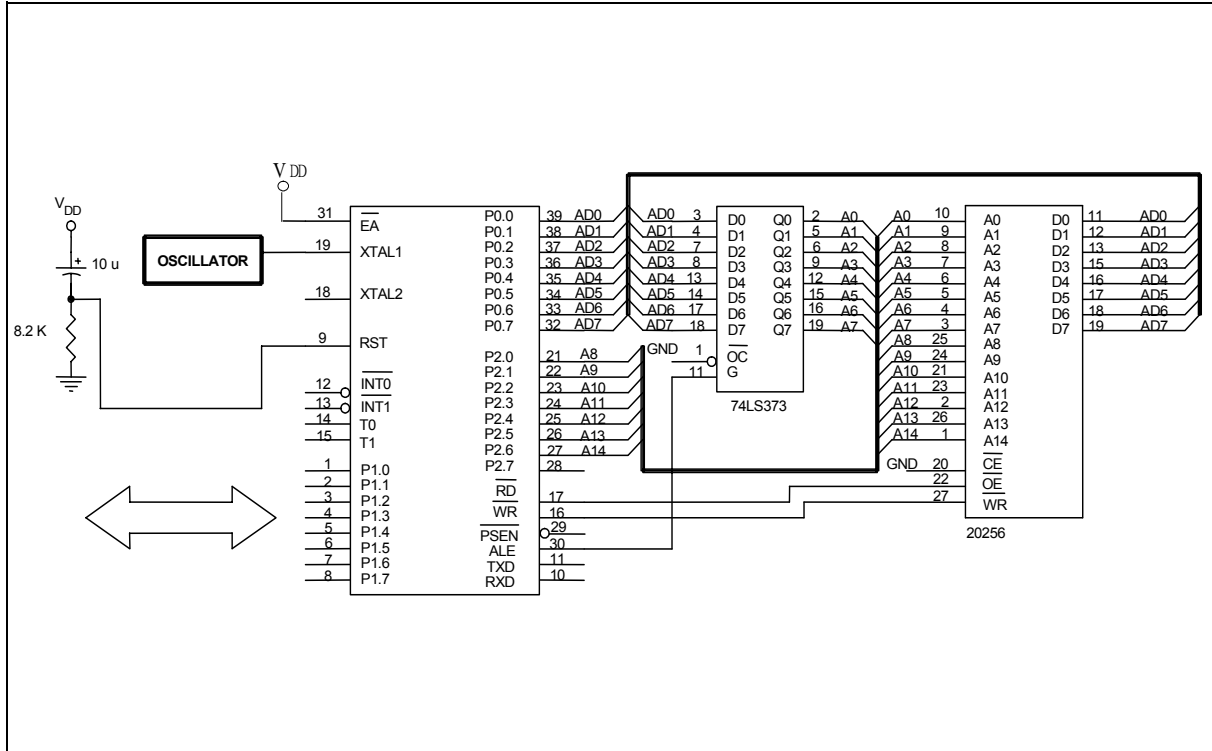 V DD
V DD
10 u
8.2 K
OSCILLATOR
31 EA
19 XTAL1
18 XTAL2
9 RST
12 INT0
13 INT1
14 T0
15 T1
1 P1.0
2 P1.1
3 P1.2
4 P1.3
5 P1.4
6 P1.5
7 P1.6
8 P1.7
P0.0 39 AD0
P0.1 38 AD1
P0.2 37 AD2
P0.3 36 AD3
P0.4 35 AD4
P0.5 34 AD5
P0.6 33 AD6
P0.7 32 AD7
P2.0 21 A8
P2.1 22 A9
P2.2 23 A10
P2.3 24 A11
P2.4 25 A12
P2.5 26 A13
P2.6 27 A14
P2.7 28
RD 17
WR 16
PSEN 29
ALE 30
TXD 11
RXD 10
AD0 3 D0 Q0 2 A0
AD1 4 D1 Q1 5 A1
AD2 7 D2 Q2 6 A2
AD3 8 D3 Q3 9 A3
AD4 13 D4 Q4 12 A4
AD5 14 D5 Q5 15 A5
AD6 17 D6 Q6 16 A6
AD7 18 D7 Q7 19 A7
GND 1 OC
11 G
74LS373
A0 10 A0 D0 11 AD0
A1 9 A1 D1 12 AD1
A2 8 A2 D2 13 AD2
A3 7 A3 D3 15 AD3
A4 6 A4 D4 16 AD4
A5 5 A5 D5 17 AD5
A6 4 A6 D6 18 AD6
A7 3 A7 D7 19 AD7
A8 25 A8
A9 24 A9
A10 21 A10
A11 23 A11
A12 2 A12
A13 26 A13
A14 1 A14
GND 20 CE
22 OE
27 WR
20256